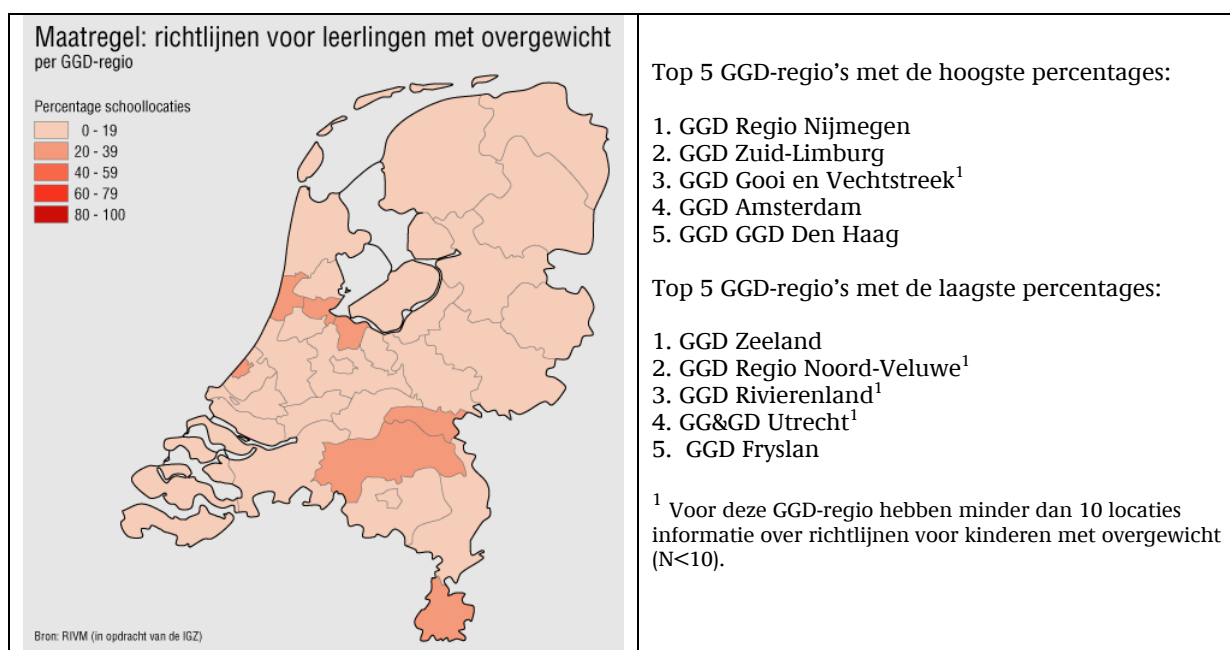 Maatregel: richtlijnen voor leerlingen met overgewicht
per GGD-regio
Percentage schoollocaties
0 - 19
20 - 39
40 - 59
60 - 79
80 - 100
Bron: RIVM (in opdracht van de IGZ)
Top 5 GGD-regio's met de hoogste percentages:
1. GGD Regio Nijmegen
2. GGD Zuid-Limburg
3. GGD Gooi en Vechtstreek¹
4. GGD Amsterdam
5. GGD GGD Den Haag
Top 5 GGD-regio's met de laagste percentages:
1. GGD Zeeland
2. GGD Regio Noord-Veluwe¹
3. GGD Rivierenland¹
4. GG&GD Utrecht¹
5. GGD Fryslan
¹ Voor deze GGD-regio hebben minder dan 10 locaties
informatie over richtlijnen voor kinderen met overgewicht
(N<10).